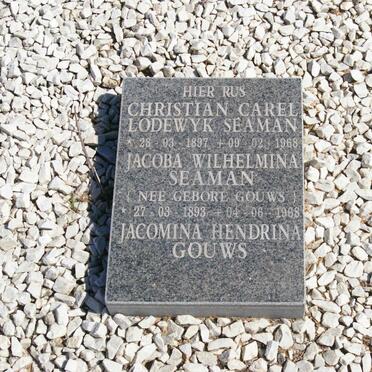 HIER RUS
CHRISTIAN CAREL
LODEWYK SEAMAN
* 28 - 03 - 1897 + 09 - 02 - 1968
JACOBA WILHELMINA
SEAMAN
( NEE GEBORE GOUWS )
* 27 - 03 - 1893 + 04 - 06 - 1968
JACOMINA HENDRINA
GOUWS